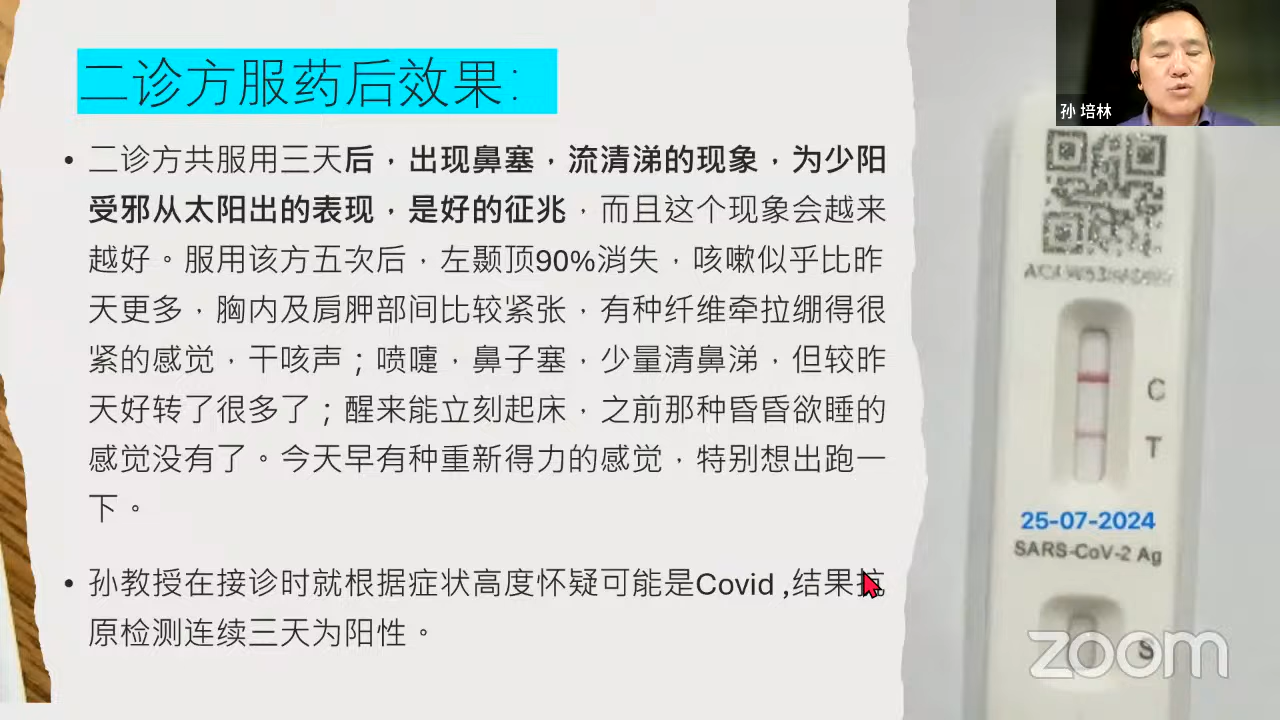 二诊方服药后效果：
• 二诊方共服用三天后，出现鼻塞，流清涕的现象，为少阳
受邪从太阳出的表现，是好的征兆，而且这个现象会越来
越好。服用该方五次后，左颞顶90%消失，咳嗽似乎比昨
天更多，胸内及肩胛部间比较紧张，有种纤维牵拉绷得很
紧的感觉，干咳声；喷嚏，鼻子塞，少量清鼻涕，但较昨
天好转了很多了；醒来能立刻起床，之前那种昏昏欲睡的
感觉没有了。今天早有种重新得力的感觉，特别想出跑一
下。
• 孙教授在接诊时就根据症状高度怀疑可能是Covid ,结果抗
原检测连续三天为阳性。
孙 培林
C
T
25-07-2024
SARS-CoV-2 Ag
S
zoom